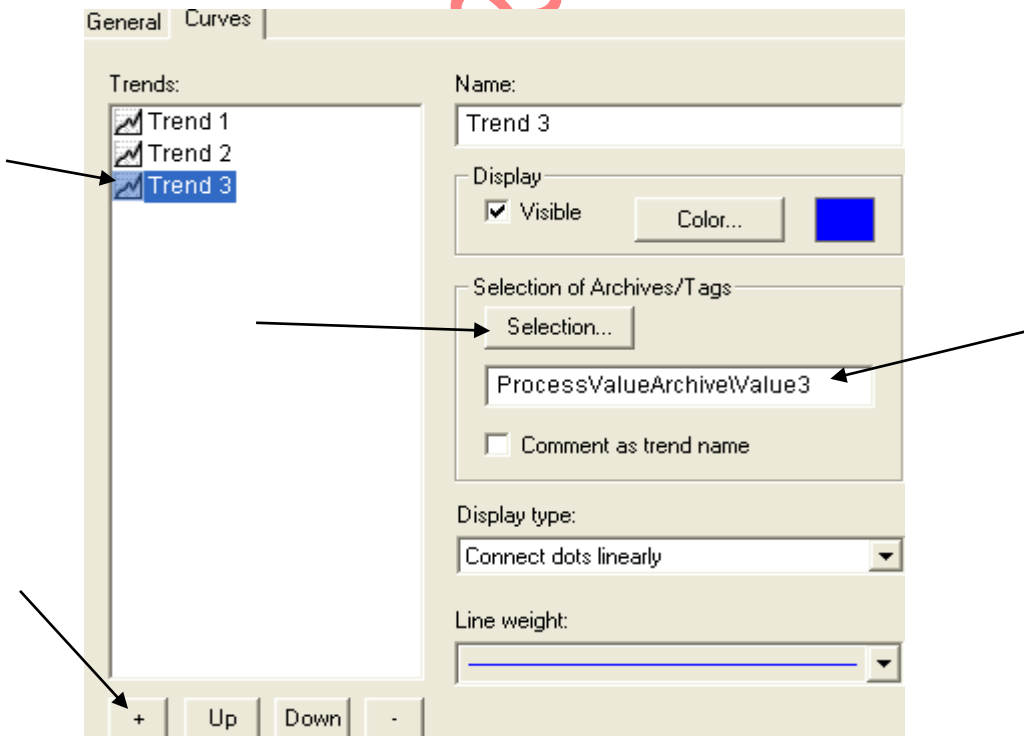 General Curves
Trends:
Trend 1
Trend 2
Trend 3
+ Up Down -
Name:
Trend 3
Display
Visible Color...
Selection of Archives/Tags
Selection...
ProcessValueArchive\Value3
Comment as trend name
Display type:
Connect dots linearly
Line weight: